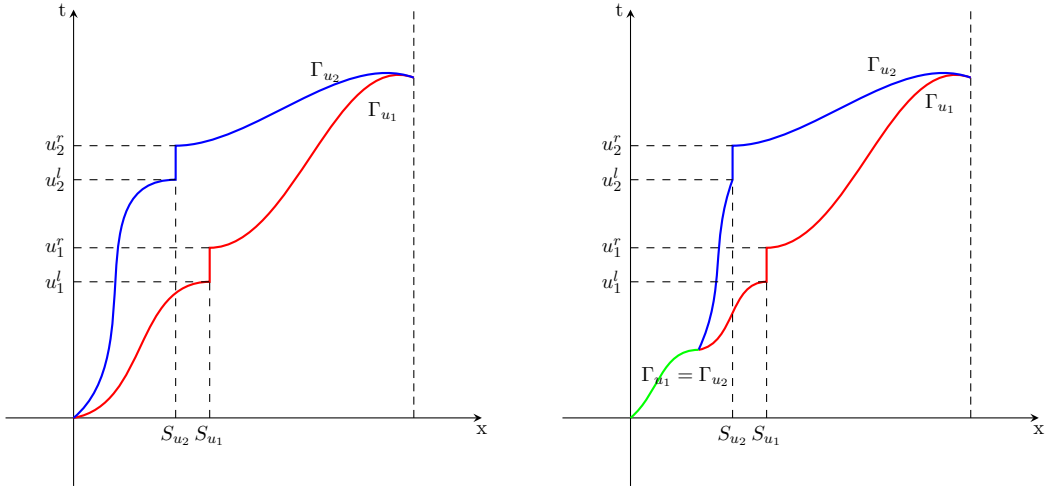 t
Γ_{u_2}
Γ_{u_1}
u_2^r
u_2^l
u_1^r
u_1^l
x
S_{u_2} S_{u_1}
t
Γ_{u_2}
Γ_{u_1}
u_2^r
u_2^l
u_1^r
u_1^l
Γ_{u_1} = Γ_{u_2}
x
S_{u_2} S_{u_1}